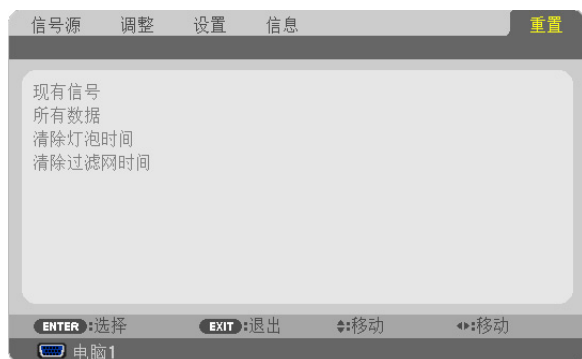 信号源 调整 设置 信息 重置
现有信号
所有数据
清除灯泡时间
清除过滤网时间
ENTER:选择 EXIT:退出 :移动 :移动
电脑1